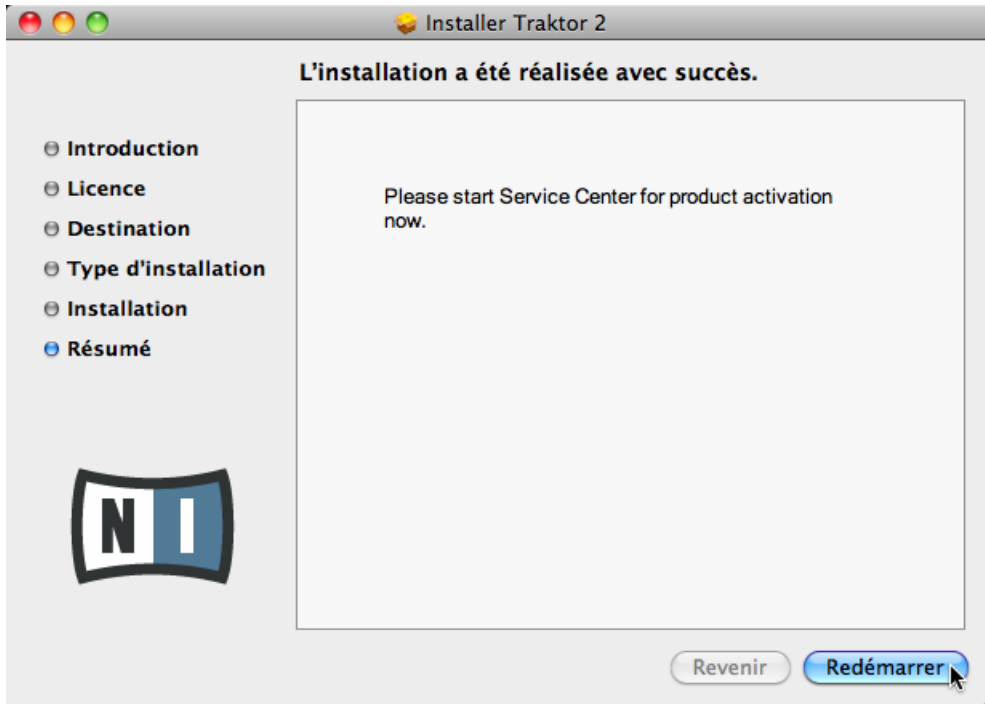 Installer Traktor 2
L'installation a été réalisée avec succès.
Introduction
Licence
Destination
Type d'installation
Installation
Résumé
Please start Service Center for product activation
now.
NI
Revenir
Redémarrer